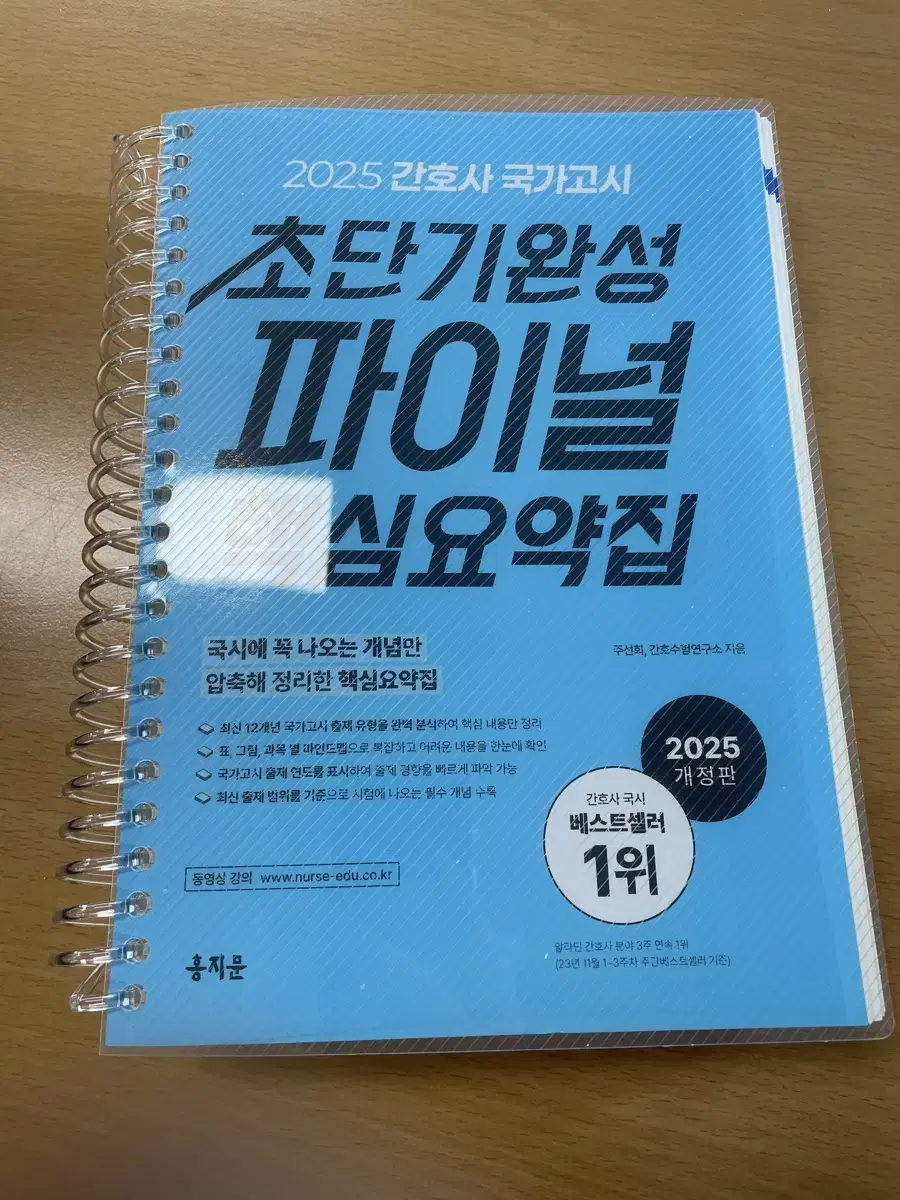 2025 간호사 국가고시
초단기완성
파이널
핵심요약집
국시에 꼭 나오는 개념만
압축해 정리한 핵심요약집
주선희, 간호수험연구소 지음
최신 12개년 국가고시 출제 유형을 완벽 분석하여 핵심 내용만 정리
표, 그림, 과목 별 마인드맵으로 복잡하고 어려운 내용을 한눈에 확인
국가고시 출제 연도를 표시하여 출제 경향을 빠르게 파악 가능
최신 출제 범위를 기준으로 시험에 나오는 필수 개념 수록
2025
개정판
간호사 국시
베스트셀러
1위
동영상 강의 www.nurse-edu.co.kr
알라딘 간호사 분야 3주 연속 1위
(23년 11월 1~3주차 주간베스트셀러 기준)
홍지문